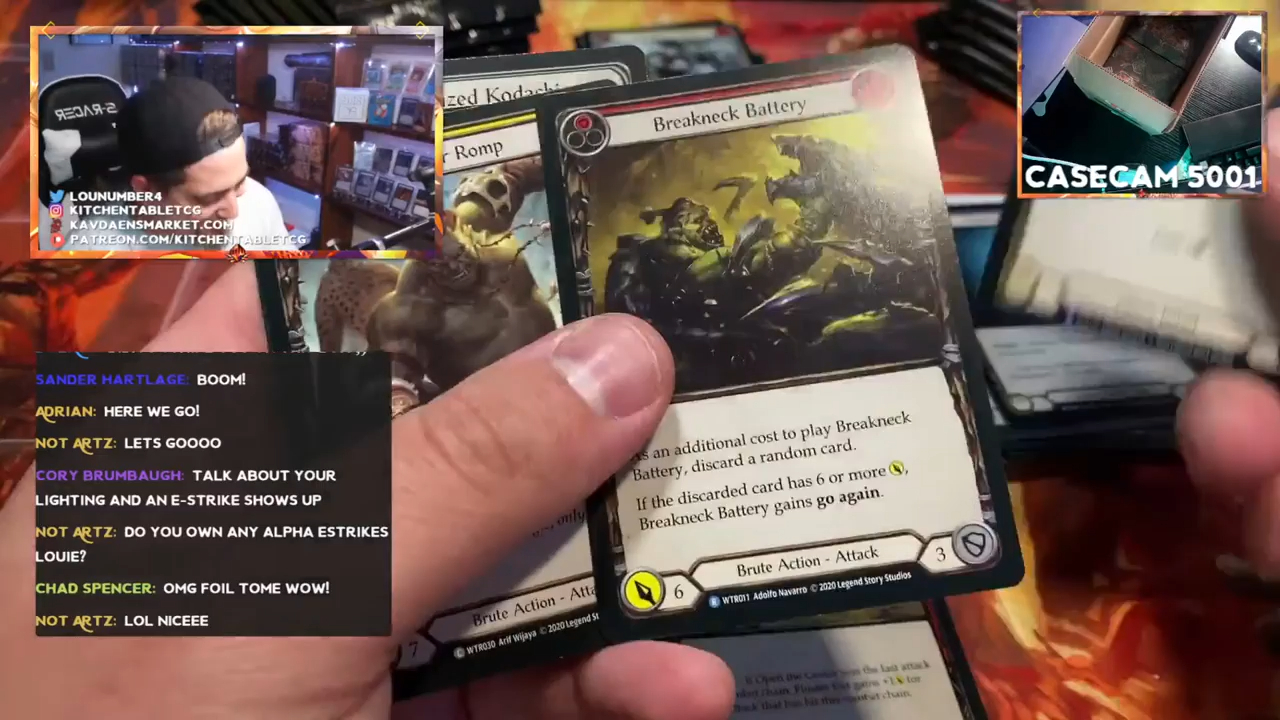 LOUNUMBER4
KITCHENTABLETCG
KAVDAENSMARKET.COM
PATREON.COM/KITCHENTABLETCG
CASECAM 5001
SANDER HARTLAGE: BOOM!
ADRIAN: HERE WE GO!
NOT ARTZ: LETS GOOOO
CORY BRUMBAUGH: TALK ABOUT YOUR
LIGHTING AND AN E-STRIKE SHOWS UP
NOT ARTZ: DO YOU OWN ANY ALPHA ESTRIKES
LOUIE?
CHAD SPENCER: OMG FOIL TOME WOW!
NOT ARTZ: LOL NICEEE
Romp
7
Brute Action - Atta
C WTR030 Arif Wijaya © 2020 Legend St
Breakneck Battery
As an additional cost to play Breakneck
Battery, discard a random card.
If the discarded card has 6 or more ,
Breakneck Battery gains go again.
6 Brute Action - Attack 3
R WTR011 Adolfo Navarro © 2020 Legend Story Studios